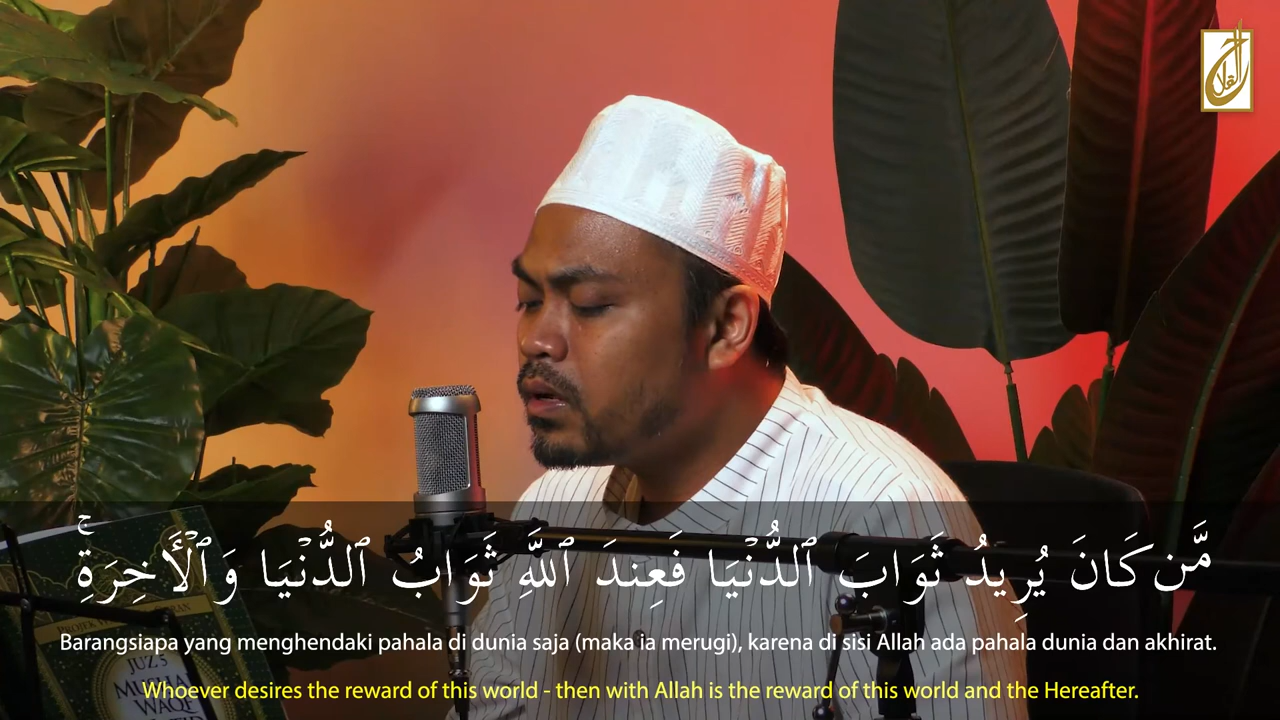 مَّن كَانَ يُرِيدُ ثَوَابَ ٱلدُّنْيَا فَعِندَ ٱللَّهِ ثَوَابُ ٱلدُّنْيَا وَٱلْأَخِرَةِۚ
Barangsiapa yang menghendaki pahala di dunia saja (maka ia merugi), karena di sisi Allah ada pahala dunia dan akhirat.
Whoever desires the reward of this world - then with Allah is the reward of this world and the Hereafter.
JUZ 5